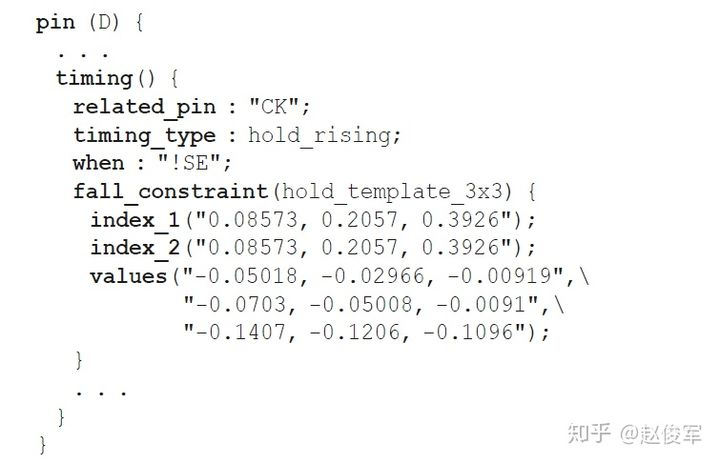 pin (D) {
. . .
timing() {
related_pin : "CK";
timing_type : hold_rising;
when : "!SE";
fall_constraint(hold_template_3x3) {
index_1("0.08573, 0.2057, 0.3926");
index_2("0.08573, 0.2057, 0.3926");
values("-0.05018, -0.02966, -0.00919",\
"-0.0703, -0.05008, -0.0091",\
"-0.1407, -0.1206, -0.1096");
}
. . .
}
}
知乎 @赵俊军